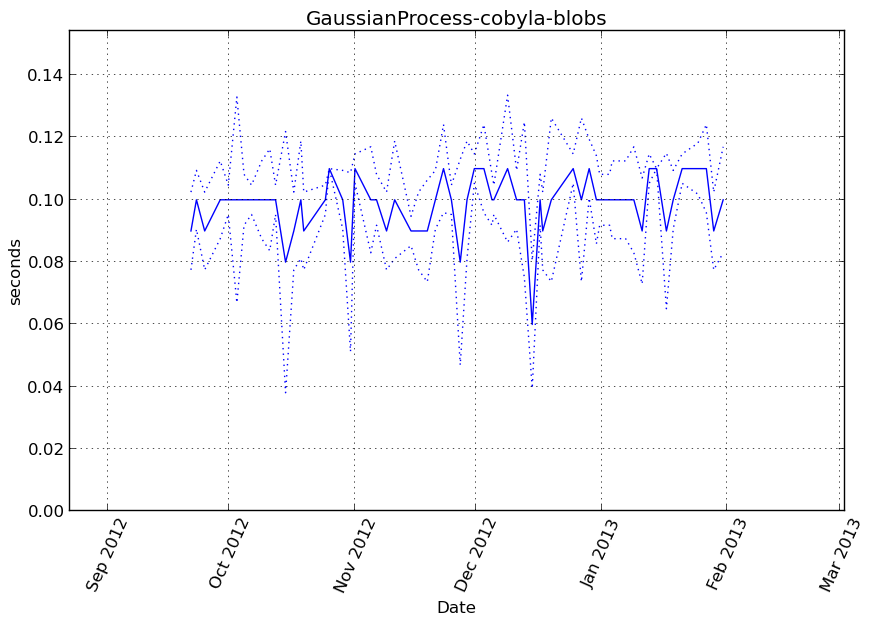 GaussianProcess-cobyla-blobs
0.14
0.12
0.10
0.08
0.06
0.04
0.02
0.00
seconds
Sep 2012
Oct 2012
Nov 2012
Dec 2012
Jan 2013
Feb 2013
Mar 2013
Date